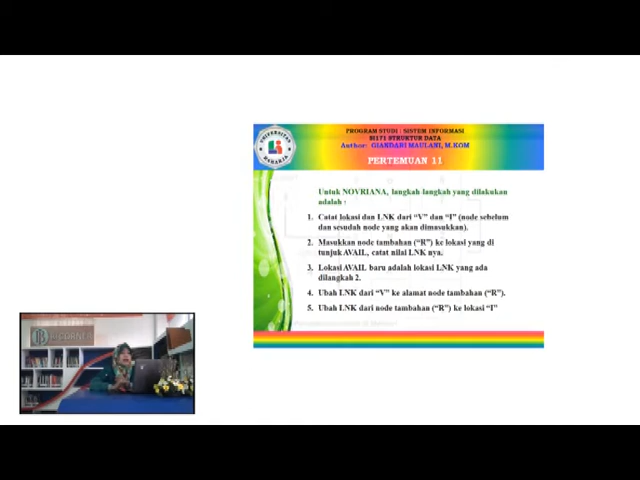 PROGRAM STUDI : SISTEM INFORMASI
SI171 STRUKTUR DATA
Author: GIANDARI MAULANI, M.KOM
PERTEMUAN 11
UNIVERSITAS
RAHARJA
Untuk NOVRIANA, langkah-langkah yang dilakukan
adalah :
1. Catat lokasi dan LNK dari “V” dan “I” (node sebelum
dan sesudah node yang akan dimasukkan).
2. Masukkan node tambahan (“R”) ke lokasi yang di
tunjuk AVAIL, catat nilai LNK nya.
3. Lokasi AVAIL baru adalah lokasi LNK yang ada
dilangkah 2.
4. Ubah LNK dari “V” ke alamat node tambahan (“R”).
5. Ubah LNK dari node tambahan (“R”) ke lokasi “I”
CORNER